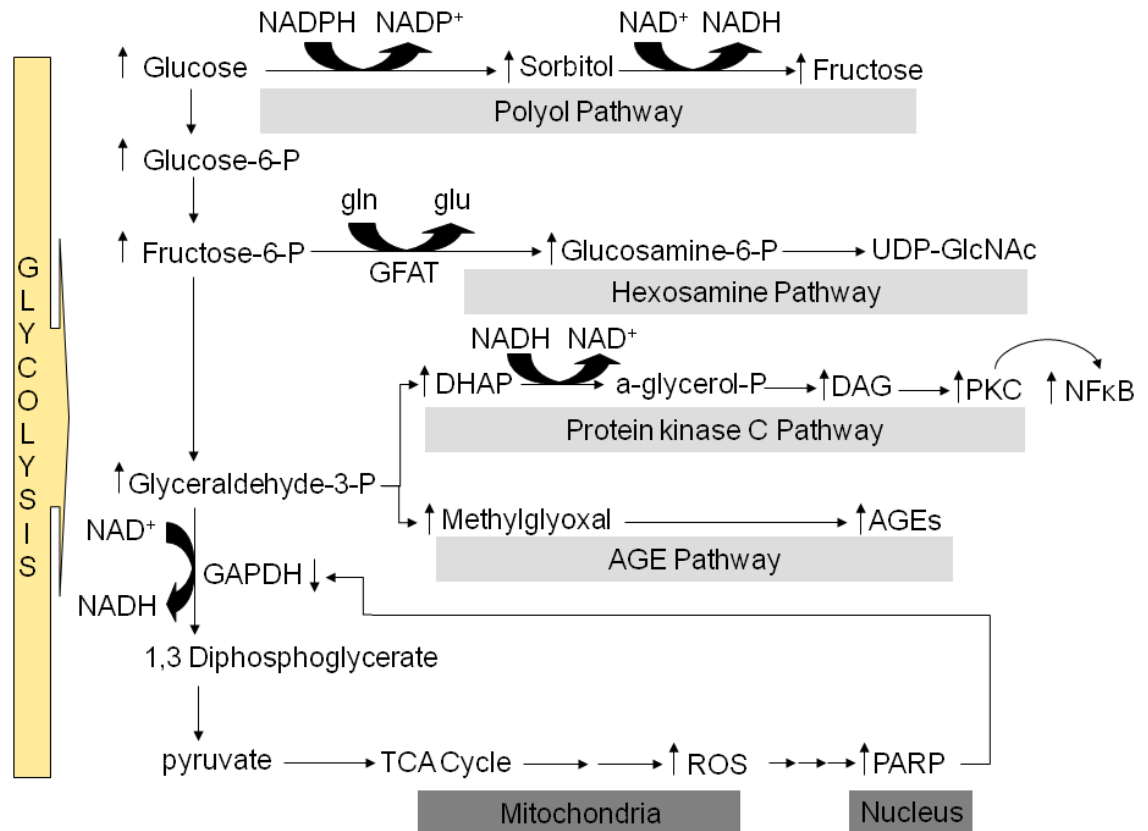 NADPH NADP⁺ NAD⁺ NADH
↑ Glucose → ↑ Sorbitol → ↑ Fructose
Polyol Pathway
↑ Glucose-6-P
gln glu
↑ Fructose-6-P → ↑ Glucosamine-6-P → UDP-GlcNAc
GFAT
Hexosamine Pathway
NADH NAD⁺
↑ DHAP → a-glycerol-P → ↑ DAG → ↑ PKC ↑ NFκB
Protein kinase C Pathway
↑ Glyceraldehyde-3-P
↑ Methylglyoxal → ↑ AGEs
AGE Pathway
NAD⁺
GAPDH ↓
NADH
1,3 Diphosphoglycerate
pyruvate → TCA Cycle → → ↑ ROS → → → ↑ PARP
Mitochondria Nucleus
GLYCOLYSIS